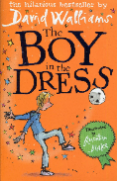 the hilarious bestseller by
David Walliams
The
BOY
in the
DRESS
Illustrated
by
Quentin
Blake